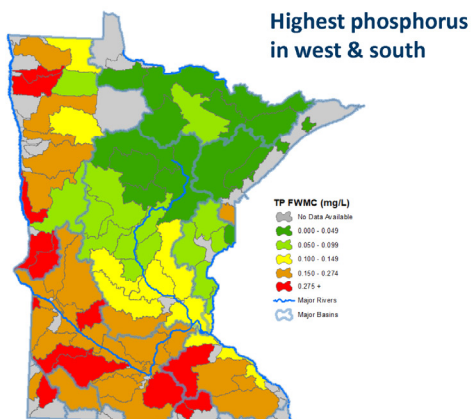 Highest phosphorus
in west & south
TP FWMC (mg/L)
No Data Available
0.000 - 0.049
0.050 - 0.099
0.100 - 0.149
0.150 - 0.274
0.275 +
Major Rivers
Major Basins